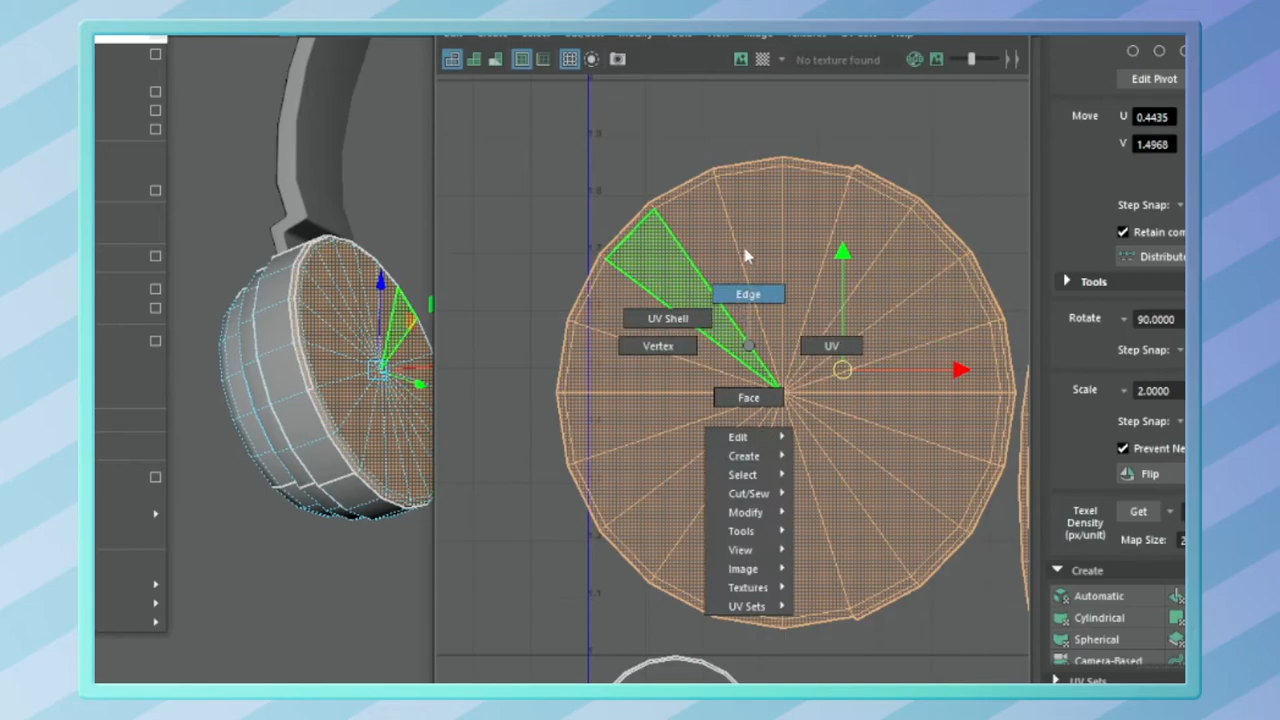 No texture found
Edit Pivot
Move U 0.4435
V 1.4968
Step Snap:
Retain com
Distribute
Tools
Rotate 90.0000
Step Snap:
Scale 2.0000
Step Snap:
Prevent Ne
Flip
Texel
Density
(px/unit)
Get
Map Size: 2
Create
Automatic
Cylindrical
Spherical
Camera-Based
UV Sets
Edge
UV Shell
Vertex
UV
Face
Edit
Create
Select
Cut/Sew
Modify
Tools
View
Image
Textures
UV Sets